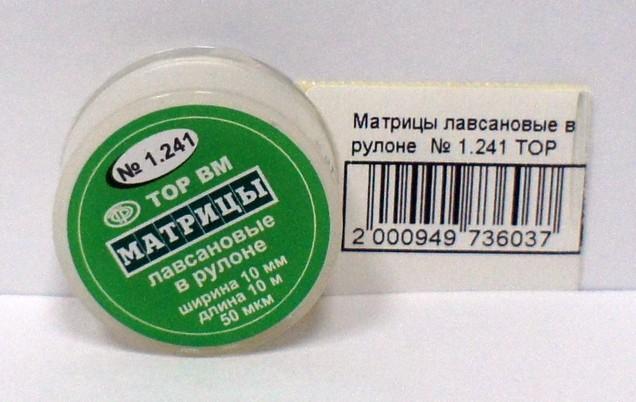 № 1.241
ТОР ВМ
МАТРИЦЫ
лавсановые
в рулоне
ширина 10 мм
длина 10 м
50 мкм
Матрицы лавсановые в
рулоне № 1.241 ТОР
2 000949 736037